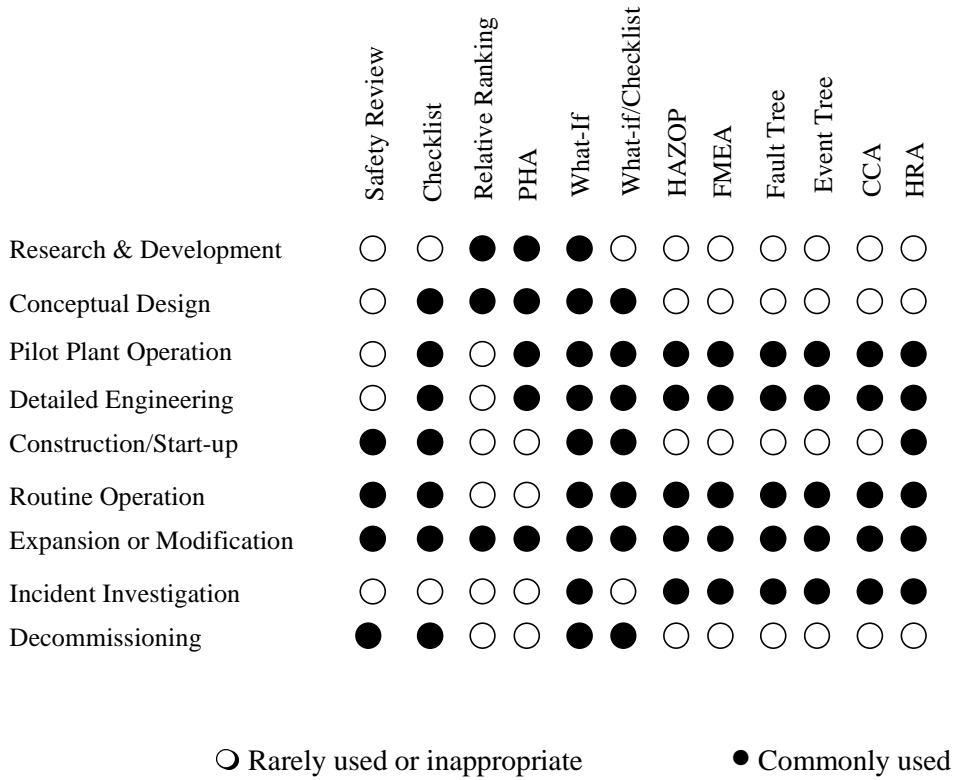 Safety Review
Checklist
Relative Ranking
PHA
What-If
What-if/Checklist
HAZOP
FMEA
Fault Tree
Event Tree
CCA
HRA
Research & Development
Conceptual Design
Pilot Plant Operation
Detailed Engineering
Construction/Start-up
Routine Operation
Expansion or Modification
Incident Investigation
Decommissioning
Rarely used or inappropriate
Commonly used